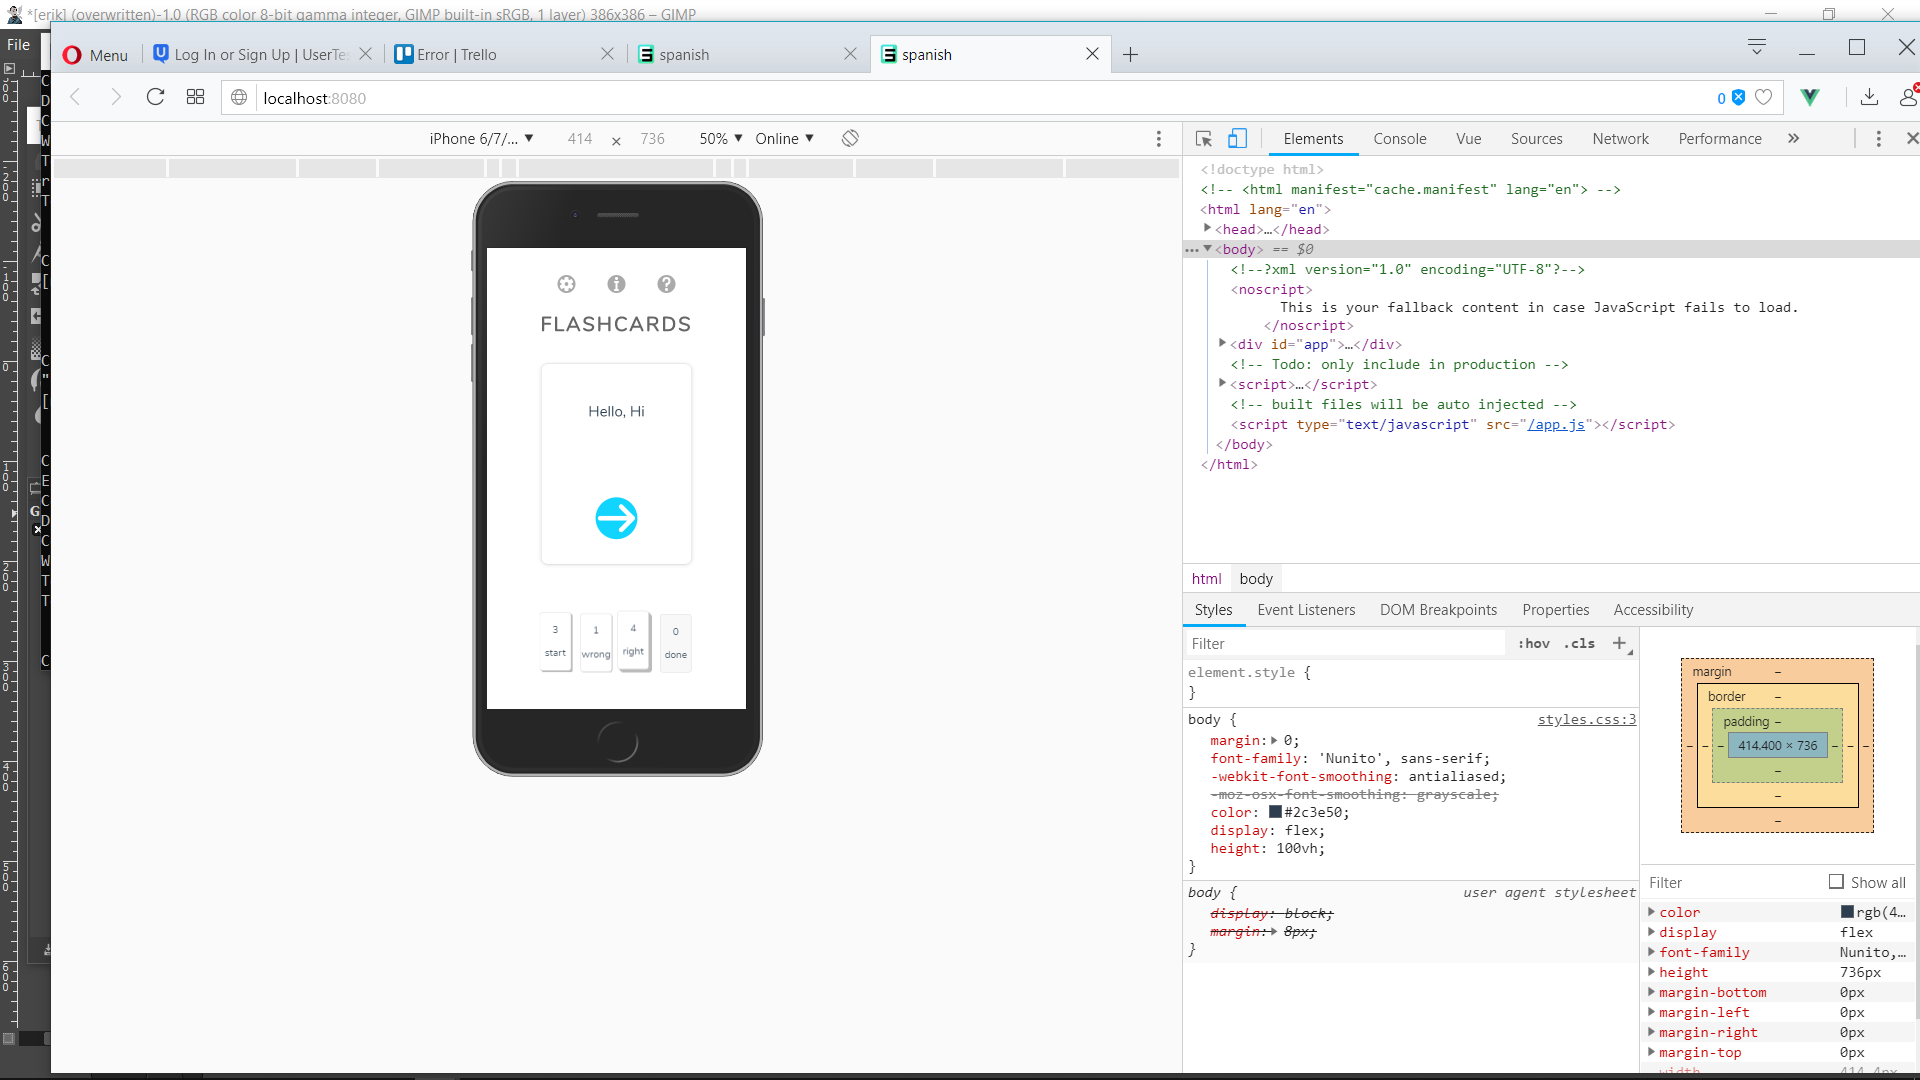 *[erik] (overwritten)-1.0 (RGB color 8-bit gamma integer, GIMP built-in sRGB, 1 layer) 386x386 – GIMP
File
Menu
Log In or Sign Up | UserTe
Error | Trello
spanish
spanish
localhost:8080
0
iPhone 6/7/... ▼ 414 x 736 50% ▼ Online ▼
Elements Console Vue Sources Network Performance »
FLASHCARDS
Hello, Hi
3 start
1 wrong
4 right
0 done
<!doctype html>
<!-- <html manifest="cache.manifest" lang="en"> -->
<html lang="en">
<head>…</head>
<body> == $0
<!--?xml version="1.0" encoding="UTF-8"?-->
<noscript>
This is your fallback content in case JavaScript fails to load.
</noscript>
<div id="app">…</div>
<!-- Todo: only include in production -->
<script>…</script>
<!-- built files will be auto injected -->
<script type="text/javascript" src="/app.js"></script>
</body>
</html>
html body
Styles Event Listeners DOM Breakpoints Properties Accessibility
Filter :hov .cls +
element.style {
}
body { styles.css:3
margin: 0;
font-family: 'Nunito', sans-serif;
-webkit-font-smoothing: antialiased;
-moz-osx-font-smoothing: grayscale;
color: #2c3e50;
display: flex;
height: 100vh;
}
body { user agent stylesheet
display: block;
margin: 8px;
}
margin –
border –
padding –
414.400 × 736
Filter Show all
color rgb(4…
display flex
font-family Nunito,…
height 736px
margin-bottom 0px
margin-left 0px
margin-right 0px
margin-top 0px
width 414.4px